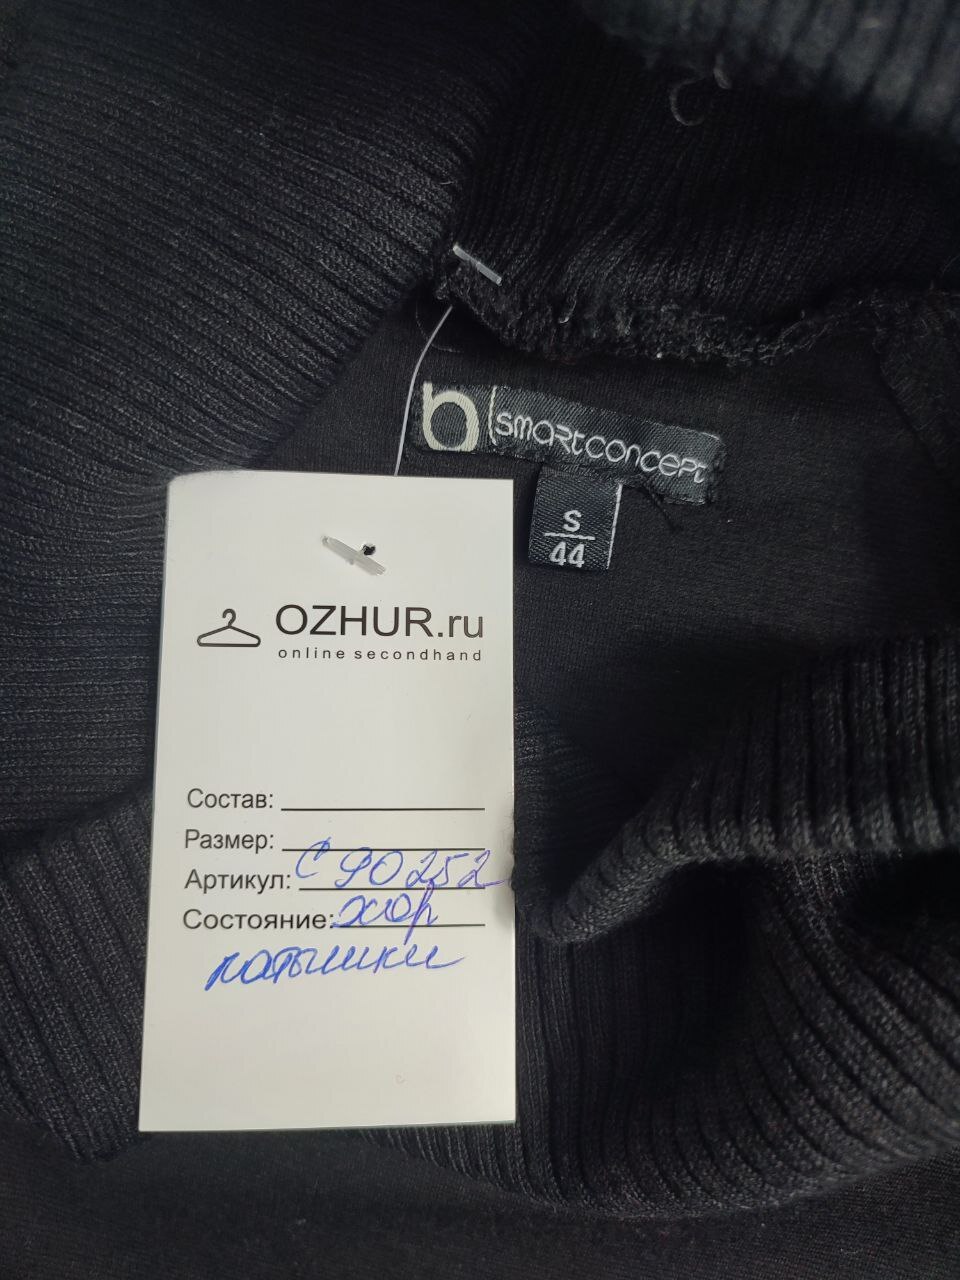 b smartconcept
S
44
OZHUR.ru
online secondhand
Состав:
Размер:
Артикул: С 90252
Состояние: хор
катышки